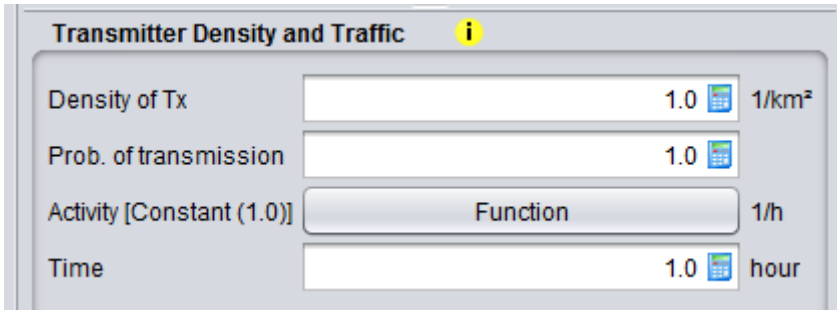 Transmitter Density and Traffic i
Density of Tx 1.0 1/km²
Prob. of transmission 1.0
Activity [Constant (1.0)] Function 1/h
Time 1.0 hour